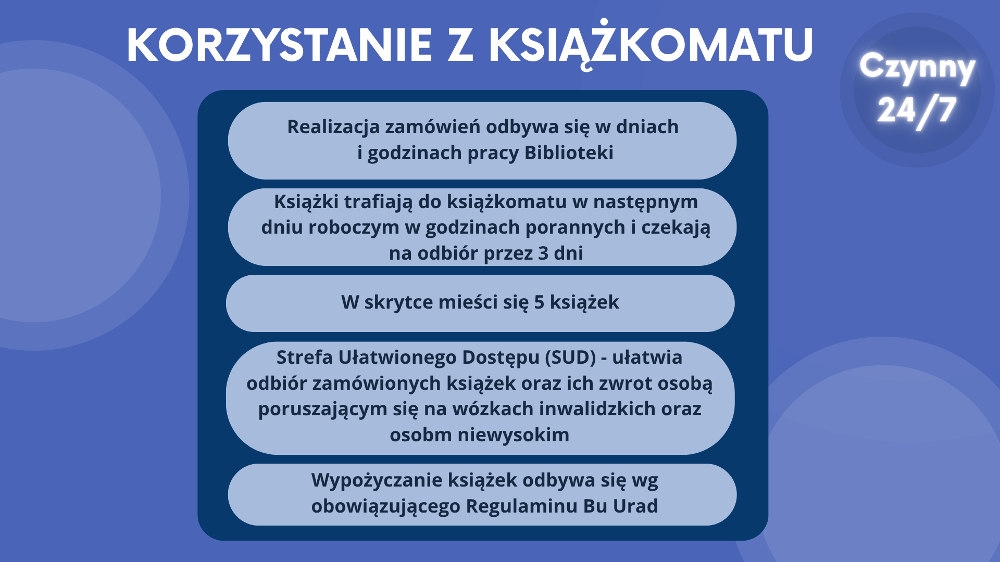 KORZYSTANIE Z KSIĄŻKOMATU
Czynny
24/7
Realizacja zamówień odbywa się w dniach
i godzinach pracy Biblioteki
Książki trafiają do książkomatu w następnym
dniu roboczym w godzinach porannych i czekają
na odbiór przez 3 dni
W skrytce mieści się 5 książek
Strefa Ułatwionego Dostępu (SUD) - ułatwia
odbiór zamówionych książek oraz ich zwrot osobą
poruszającym się na wózkach inwalidzkich oraz
osobm niewysokim
Wypożyczanie książek odbywa się wg
obowiązującego Regulaminu Bu Urad